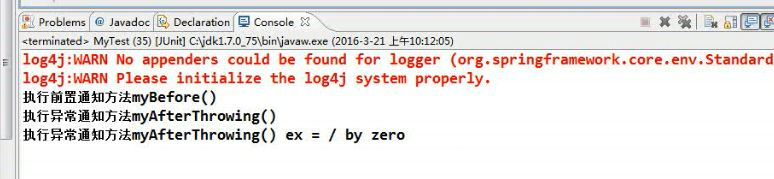 Problems @ Javadoc Declaration Console
<terminated> MyTest (35) [JUnit] C:\jdk1.7.0_75\bin\javaw.exe (2016-3-21 上午10:12:05)
log4j:WARN No appenders could be found for logger (org.springframework.core.env.Standard
log4j:WARN Please initialize the log4j system properly.
执行前置通知方法myBefore()
执行异常通知方法myAfterThrowing()
执行异常通知方法myAfterThrowing() ex = / by zero